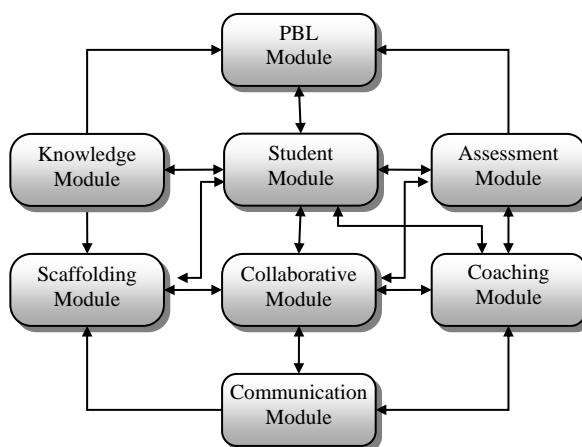 PBL
Module
Knowledge
Module
Student
Module
Assessment
Module
Scaffolding
Module
Collaborative
Module
Coaching
Module
Communication
Module